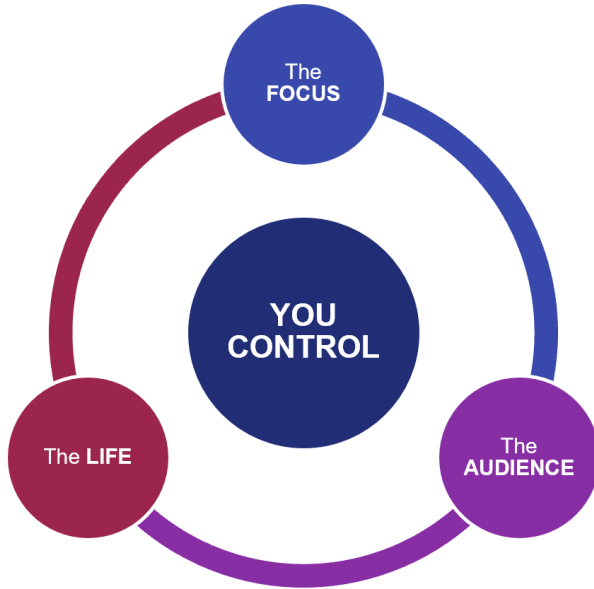 The
FOCUS
YOU
CONTROL
The LIFE
The
AUDIENCE